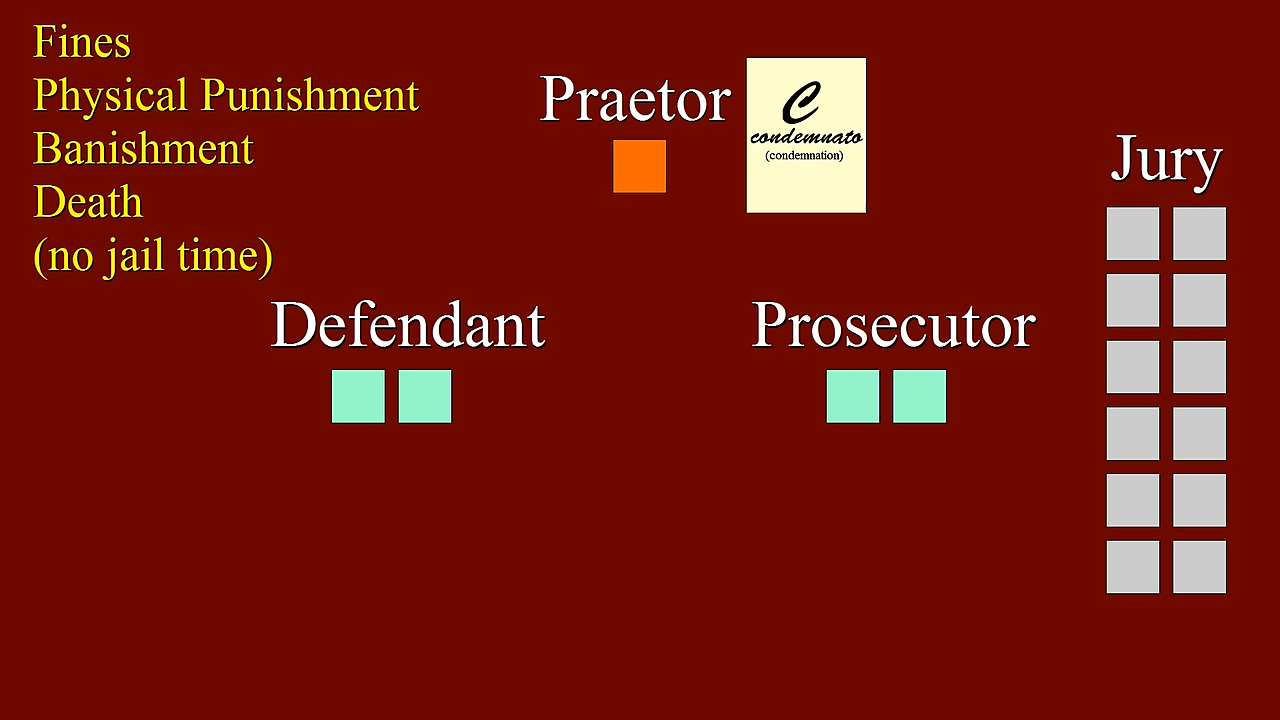 Fines
Physical Punishment
Banishment
Death
(no jail time)
Praetor
C
condemnato
(condemnation)
Jury
Defendant
Prosecutor